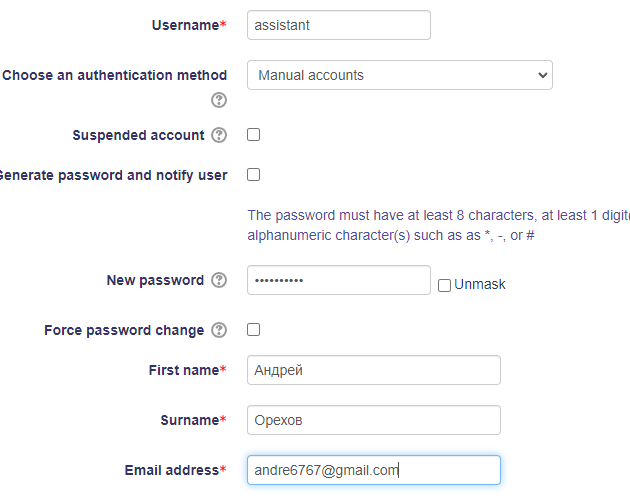 Username*
assistant
Choose an authentication method
Manual accounts
Suspended account
Generate password and notify user
The password must have at least 8 characters, at least 1 digit(
alphanumeric character(s) such as as *, -, or #
New password
••••••••••
Unmask
Force password change
First name*
Андрей
Surname*
Орехов
Email address*
andre6767@gmail.com